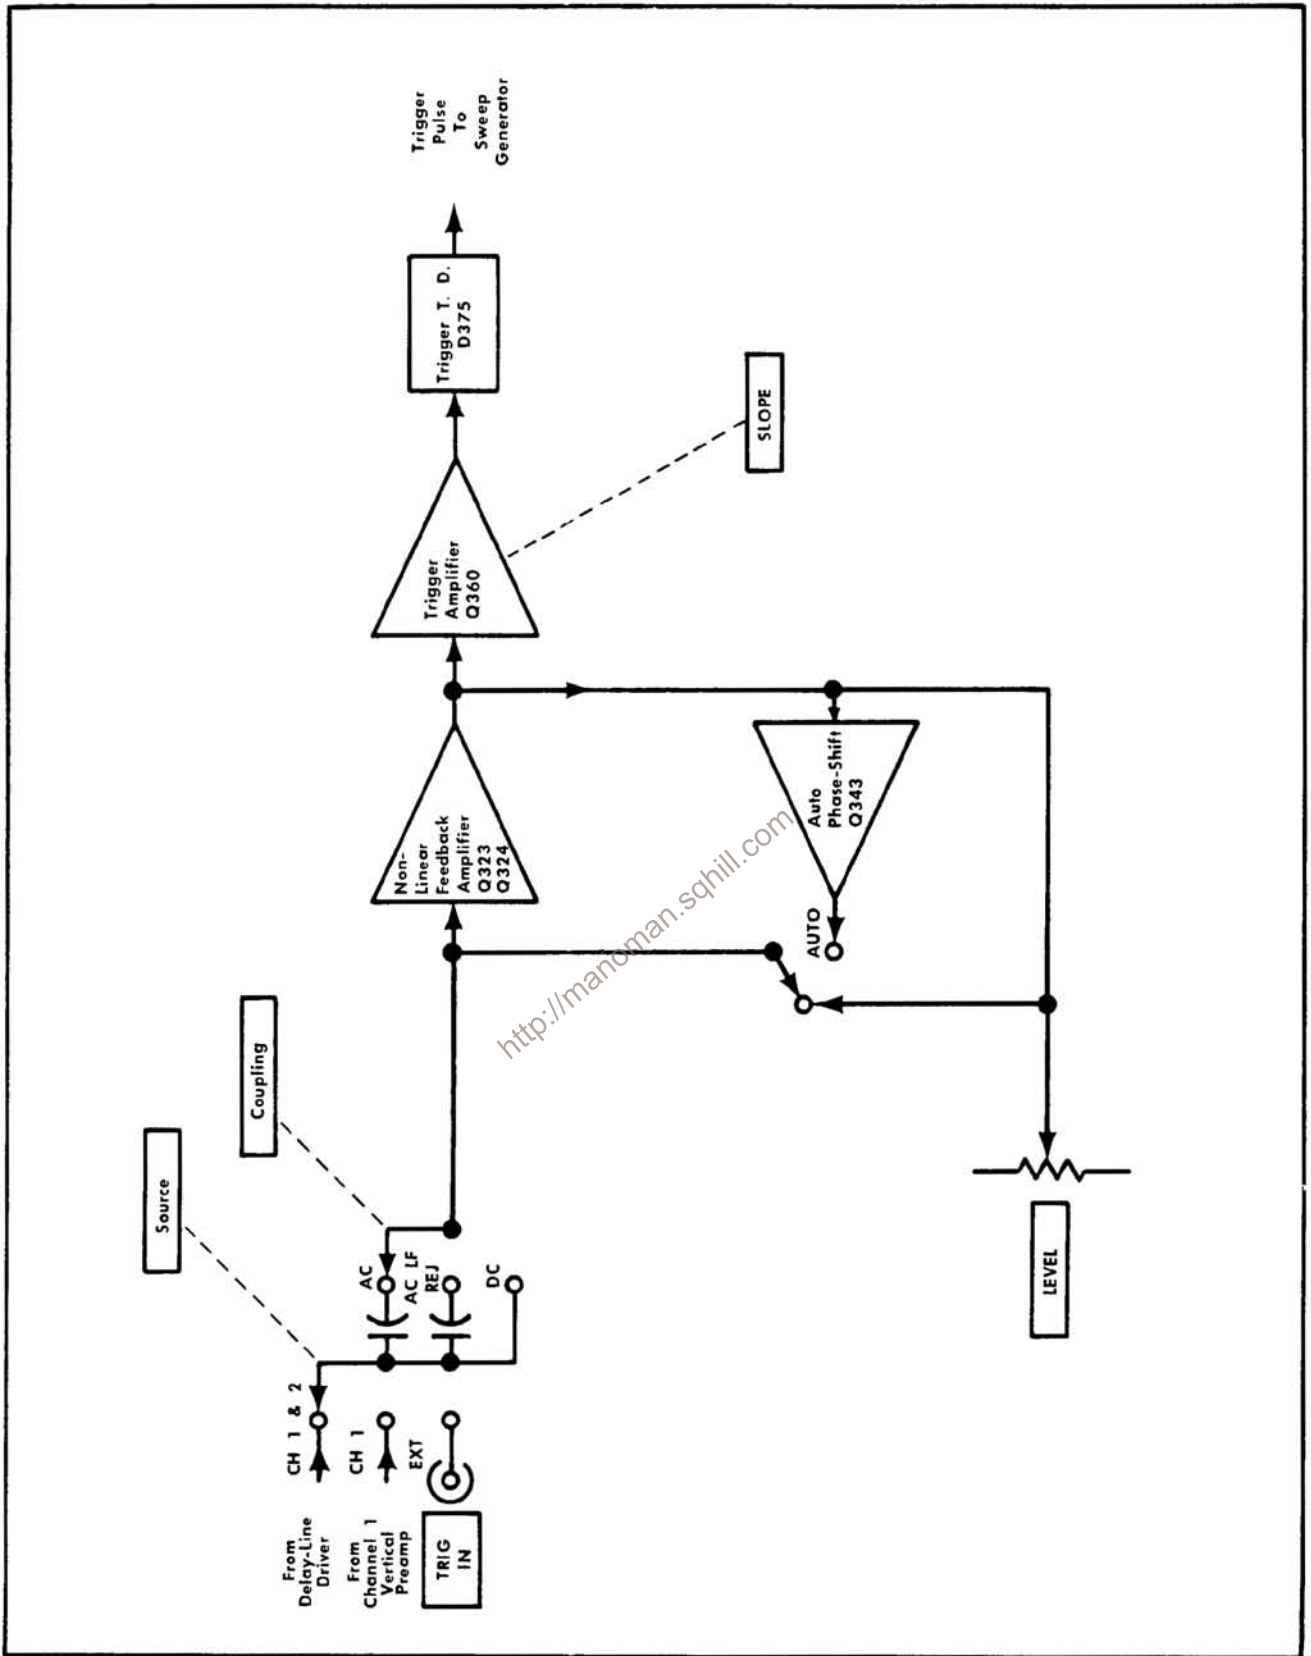 From
Delay-Line
Driver
CH 1 & 2
From
Channel 1
Vertical
Preamp
CH 1
TRIG
IN
EXT
Source
AC
AC LF
REJ
DC
Coupling
Non-
Linear
Feedback
Amplifier
Q323
Q324
AUTO
Auto
Phase-Shift
Q343
LEVEL
Trigger
Amplifier
Q360
SLOPE
Trigger T. D.
D375
Trigger
Pulse
To
Sweep
Generator
http://manoman.sqhill.com